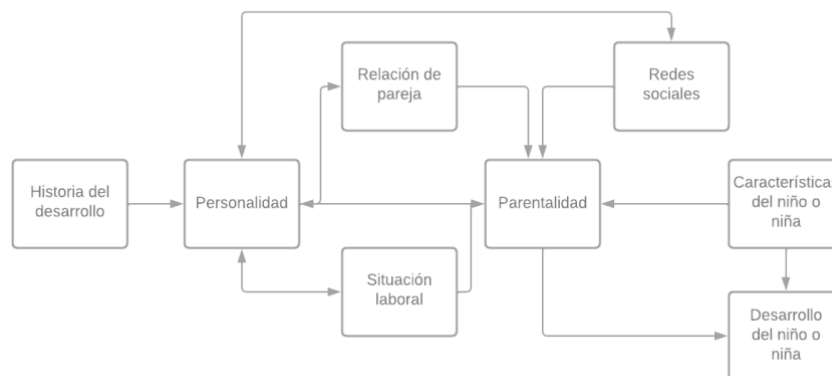 Relación de
pareja
Redes
sociales
Historia del
desarrollo
Personalidad
Parentalidad
Características
del niño o
niña
Situación
laboral
Desarrollo
del niño o
niña